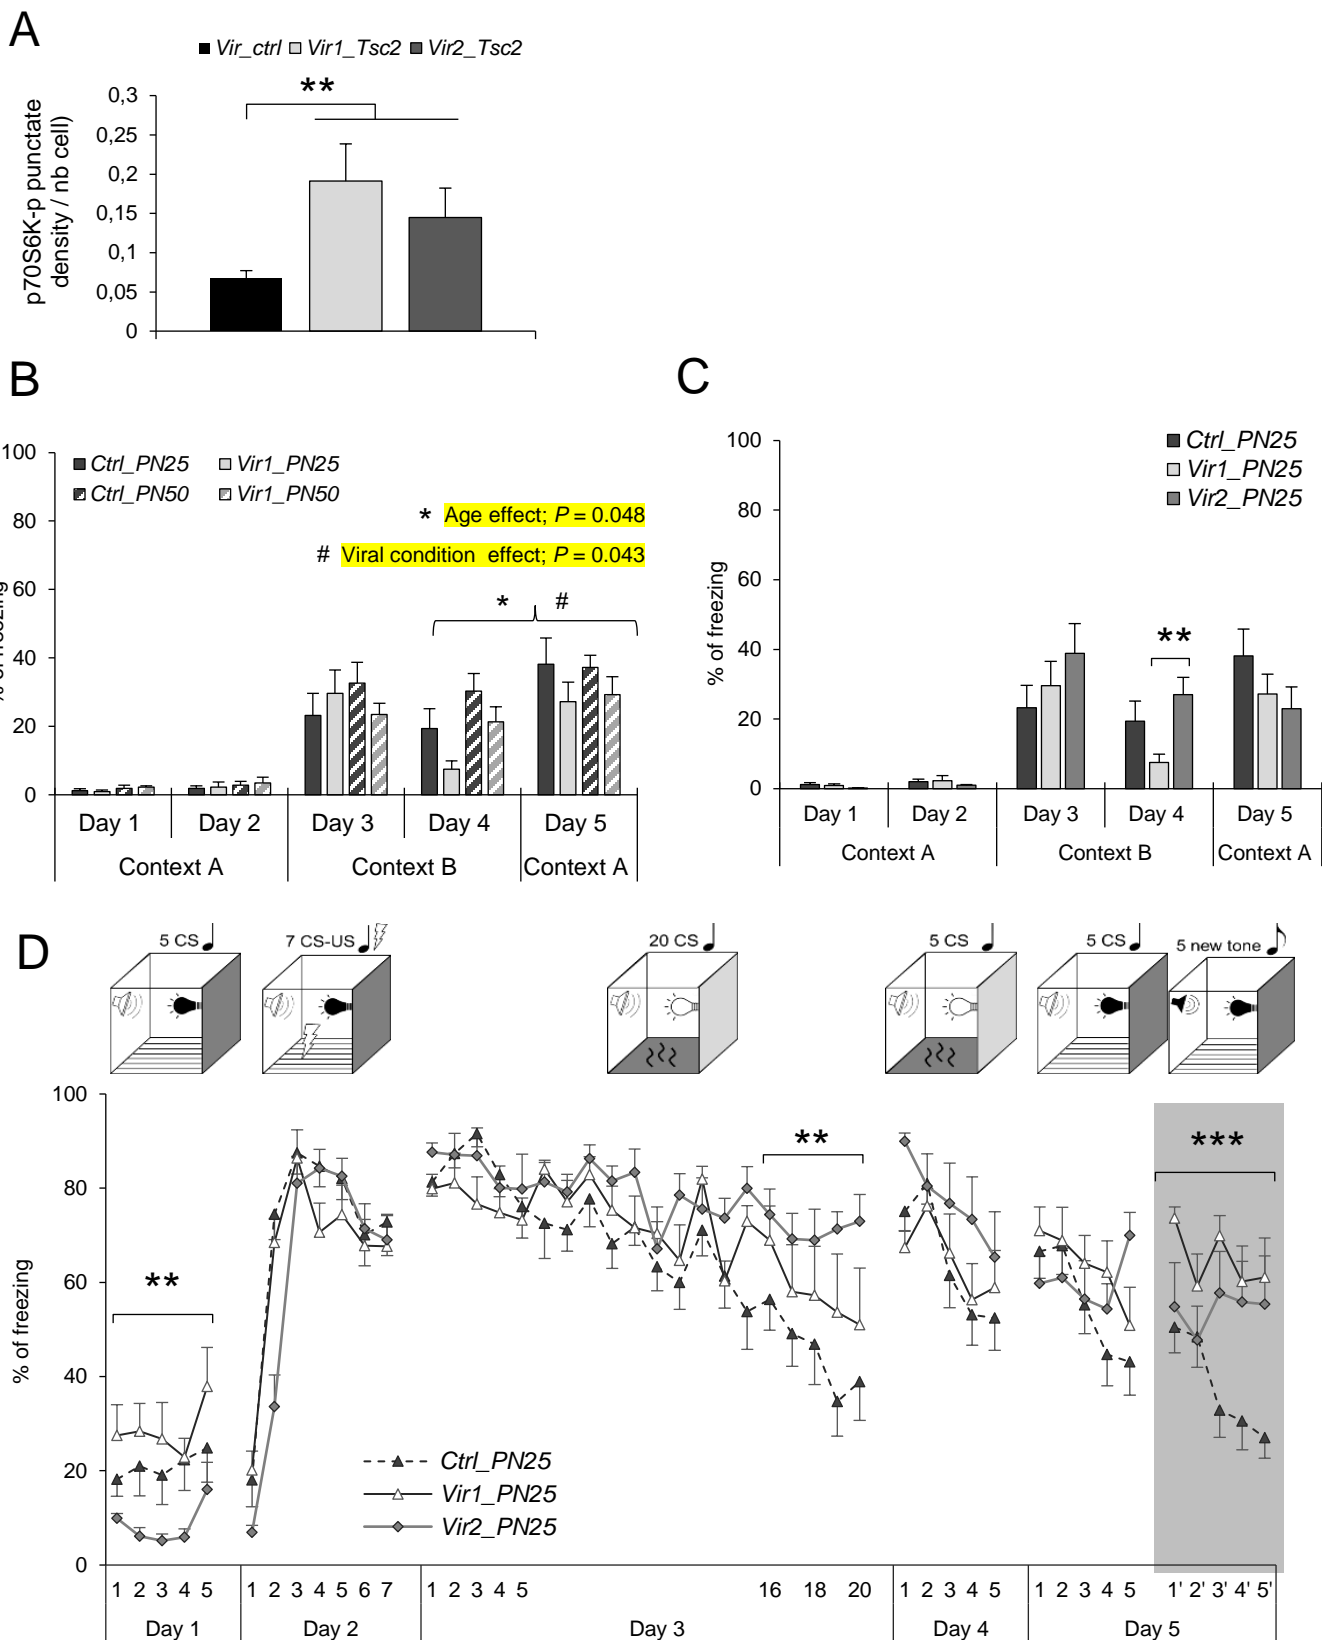 A
Vir_ctrl Vir1_Tsc2 Vir2_Tsc2
**
p70S6K-p punctate
density / nb cell)
0,3
0,25
0,2
0,15
0,1
0,05
0
B
Ctrl_PN25 Vir1_PN25
Ctrl_PN50 Vir1_PN50
* Age effect; P = 0.048
# Viral condition effect; P = 0.043
* #
% of freezing
100
80
60
40
20
0
Day 1 Day 2 Day 3 Day 4 Day 5
Context A Context B Context A
C
Ctrl_PN25
Vir1_PN25
Vir2_PN25
**
% of freezing
100
80
60
40
20
0
Day 1 Day 2 Day 3 Day 4 Day 5
Context A Context B Context A
D
5 CS 7 CS-US 20 CS 5 CS 5 CS 5 new tone
% of freezing
100
80
60
40
20
0
** ** ***
Ctrl_PN25
Vir1_PN25
Vir2_PN25
1 2 3 4 5 1 2 3 4 5 6 7 1 2 3 4 5 16 18 20 1 2 3 4 5 1 2 3 4 5 1' 2' 3' 4' 5'
Day 1 Day 2 Day 3 Day 4 Day 5